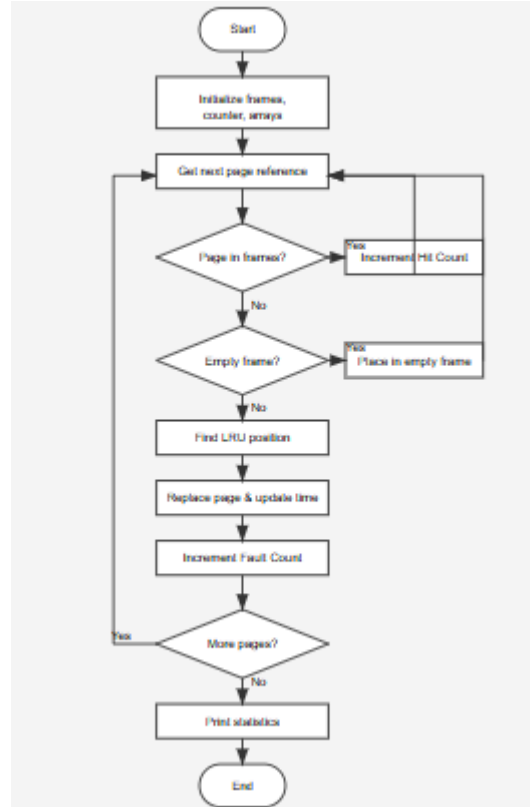 Start
Initialize frames,
counter, arrays
Get next page reference
Page in frames?
Yes
Increment Hit Count
No
Empty frame?
Yes
Place in empty frame
No
Find LRU position
Replace page & update time
Increment Fault Count
More pages?
Yes
No
Print statistics
End